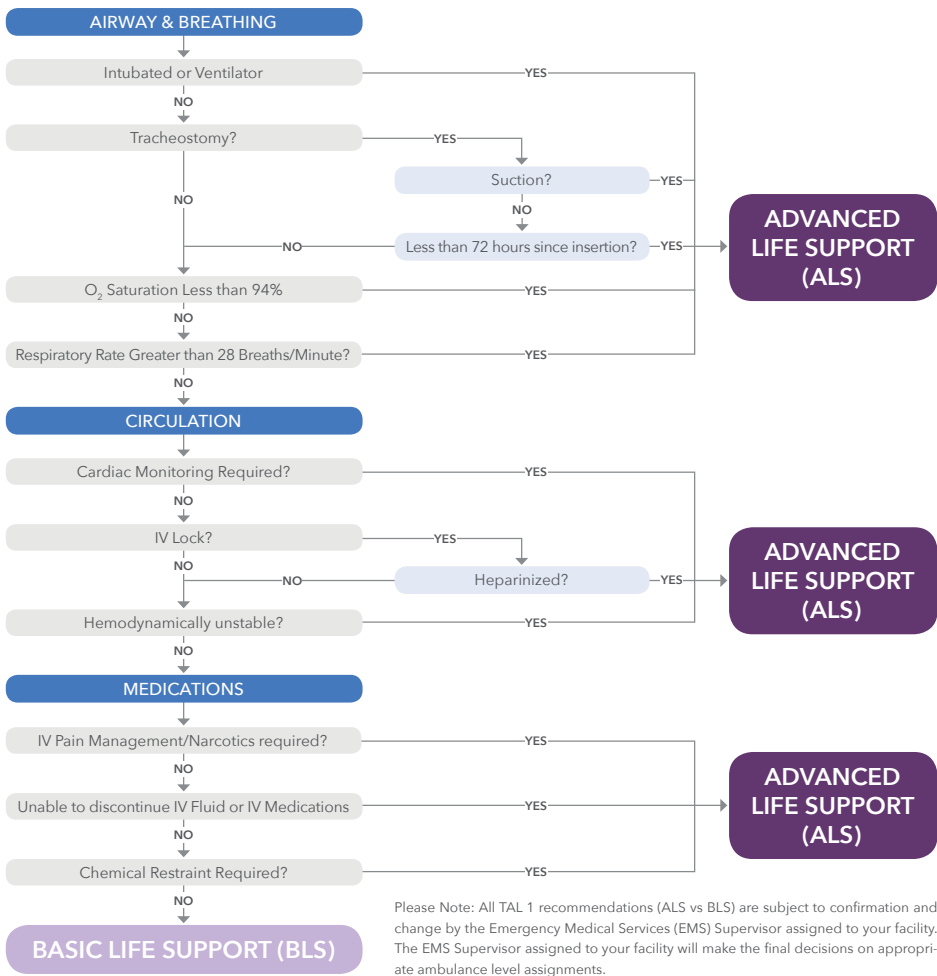 AIRWAY & BREATHING
Intubated or Ventilator
YES
NO
Tracheostomy?
YES
Suction?
YES
NO
NO
Less than 72 hours since insertion?
YES
NO
ADVANCED
LIFE SUPPORT
(ALS)
O₂ Saturation Less than 94%
YES
NO
Respiratory Rate Greater than 28 Breaths/Minute?
YES
NO
CIRCULATION
Cardiac Monitoring Required?
YES
NO
IV Lock?
YES
NO
Heparinized?
YES
NO
ADVANCED
LIFE SUPPORT
(ALS)
Hemodynamically unstable?
YES
NO
MEDICATIONS
IV Pain Management/Narcotics required?
YES
NO
Unable to discontinue IV Fluid or IV Medications
YES
NO
ADVANCED
LIFE SUPPORT
(ALS)
Chemical Restraint Required?
YES
NO
BASIC LIFE SUPPORT (BLS)
Please Note: All TAL 1 recommendations (ALS vs BLS) are subject to confirmation and
change by the Emergency Medical Services (EMS) Supervisor assigned to your facility.
The EMS Supervisor assigned to your facility will make the final decisions on appropri-
ate ambulance level assignments.